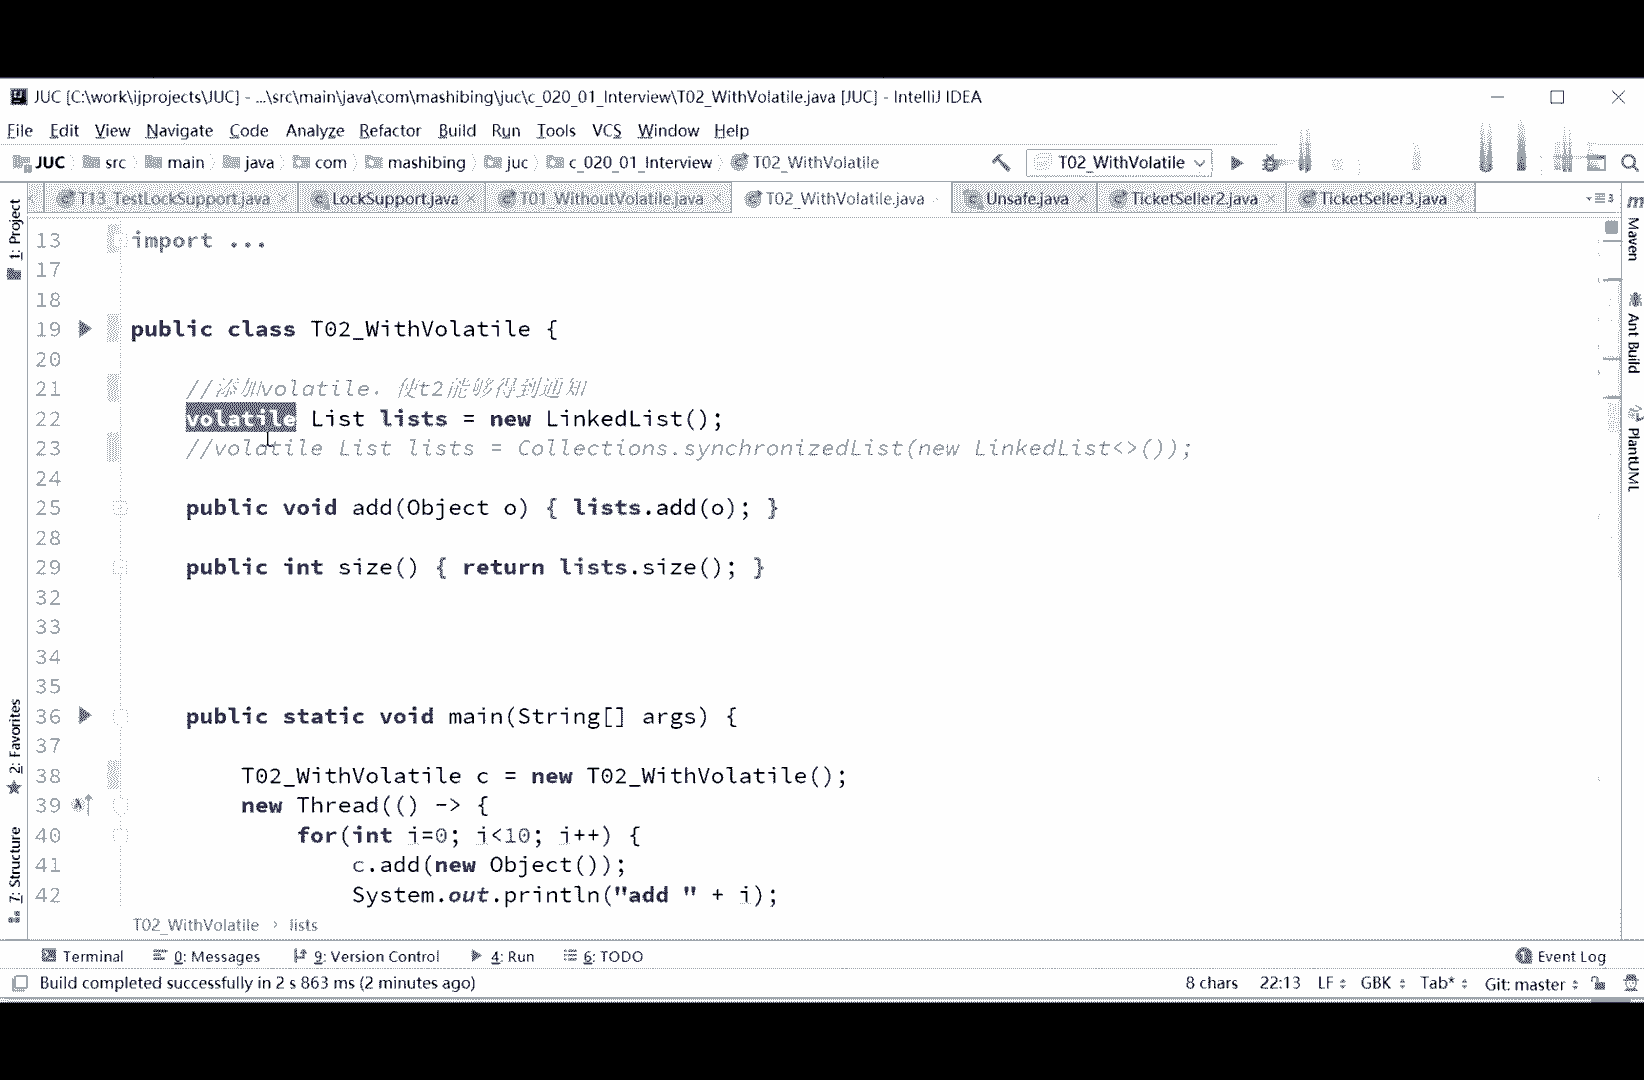 JUC [C:\work\ijprojects\JUC] - ...\src\main\java\com\mashibing\juc\c_020_01_Interview\T02_WithVolatile.java [JUC] - IntelliJ IDEA
File Edit View Navigate Code Analyze Refactor Build Run Tools VCS Window Help
JUC src main java com mashibing juc c_020_01_Interview T02_WithVolatile T02_WithVolatile
T13_TestLockSupport.java LockSupport.java T01_WithoutVolatile.java T02_WithVolatile.java Unsafe.java TicketSeller2.java TicketSeller3.java
1: Project
2: Favorites
7: Structure
13 import ...
17
18
19 public class T02_WithVolatile {
20
21 //添加volatile，使t2能够得到通知
22 volatile List lists = new LinkedList();
23 //volatile List lists = Collections.synchronizedList(new LinkedList<>());
24
25 public void add(Object o) { lists.add(o); }
28
29 public int size() { return lists.size(); }
32
33
34
35
36 public static void main(String[] args) {
37
38 T02_WithVolatile c = new T02_WithVolatile();
39 new Thread(() -> {
40 for(int i=0; i<10; i++) {
41 c.add(new Object());
42 System.out.println("add " + i);
T02_WithVolatile › lists
Maven
Ant Build
PlantUML
Terminal 0: Messages 9: Version Control 4: Run 6: TODO Event Log
Build completed successfully in 2 s 863 ms (2 minutes ago) 8 chars 22:13 LF GBK Tab* Git: master